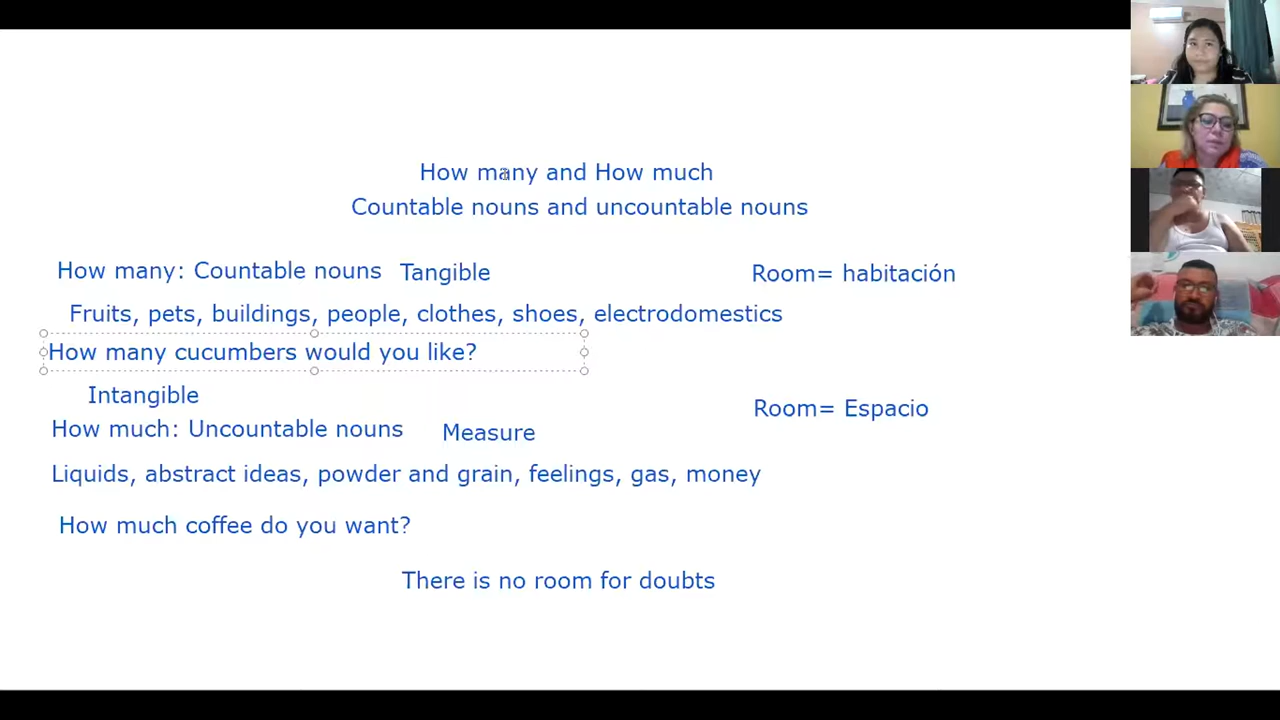 How many and How much
Countable nouns and uncountable nouns
How many: Countable nouns Tangible Room= habitación
Fruits, pets, buildings, people, clothes, shoes, electrodomestics
How many cucumbers would you like?
Intangible
Room= Espacio
How much: Uncountable nouns Measure
Liquids, abstract ideas, powder and grain, feelings, gas, money
How much coffee do you want?
There is no room for doubts